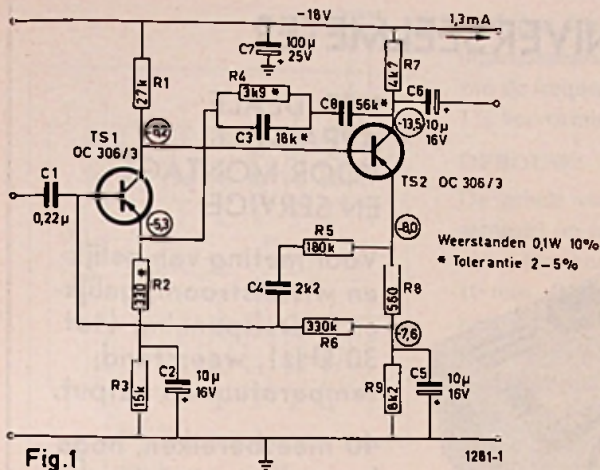 -18V
1,3mA
C7
100µ
25V
R1
27k
R4
3k9*
C8
56k*
C3
18k*
R7
4k7
C6
10µ
16V
-8,2
-13,5
TS1
OC 306/3
TS2 OC 306/3
C1
0,22µ
-5,3
-8,0
R5
180k
Weerstanden 0,1W 10%
* Tolerantie 2-5%
R2
330*
C4
2k2
R8
560
330k
R6
-7,6
R3
15k
C2
10µ
16V
R9
8k2
C5
10µ
16V
Fig.1
1281-1